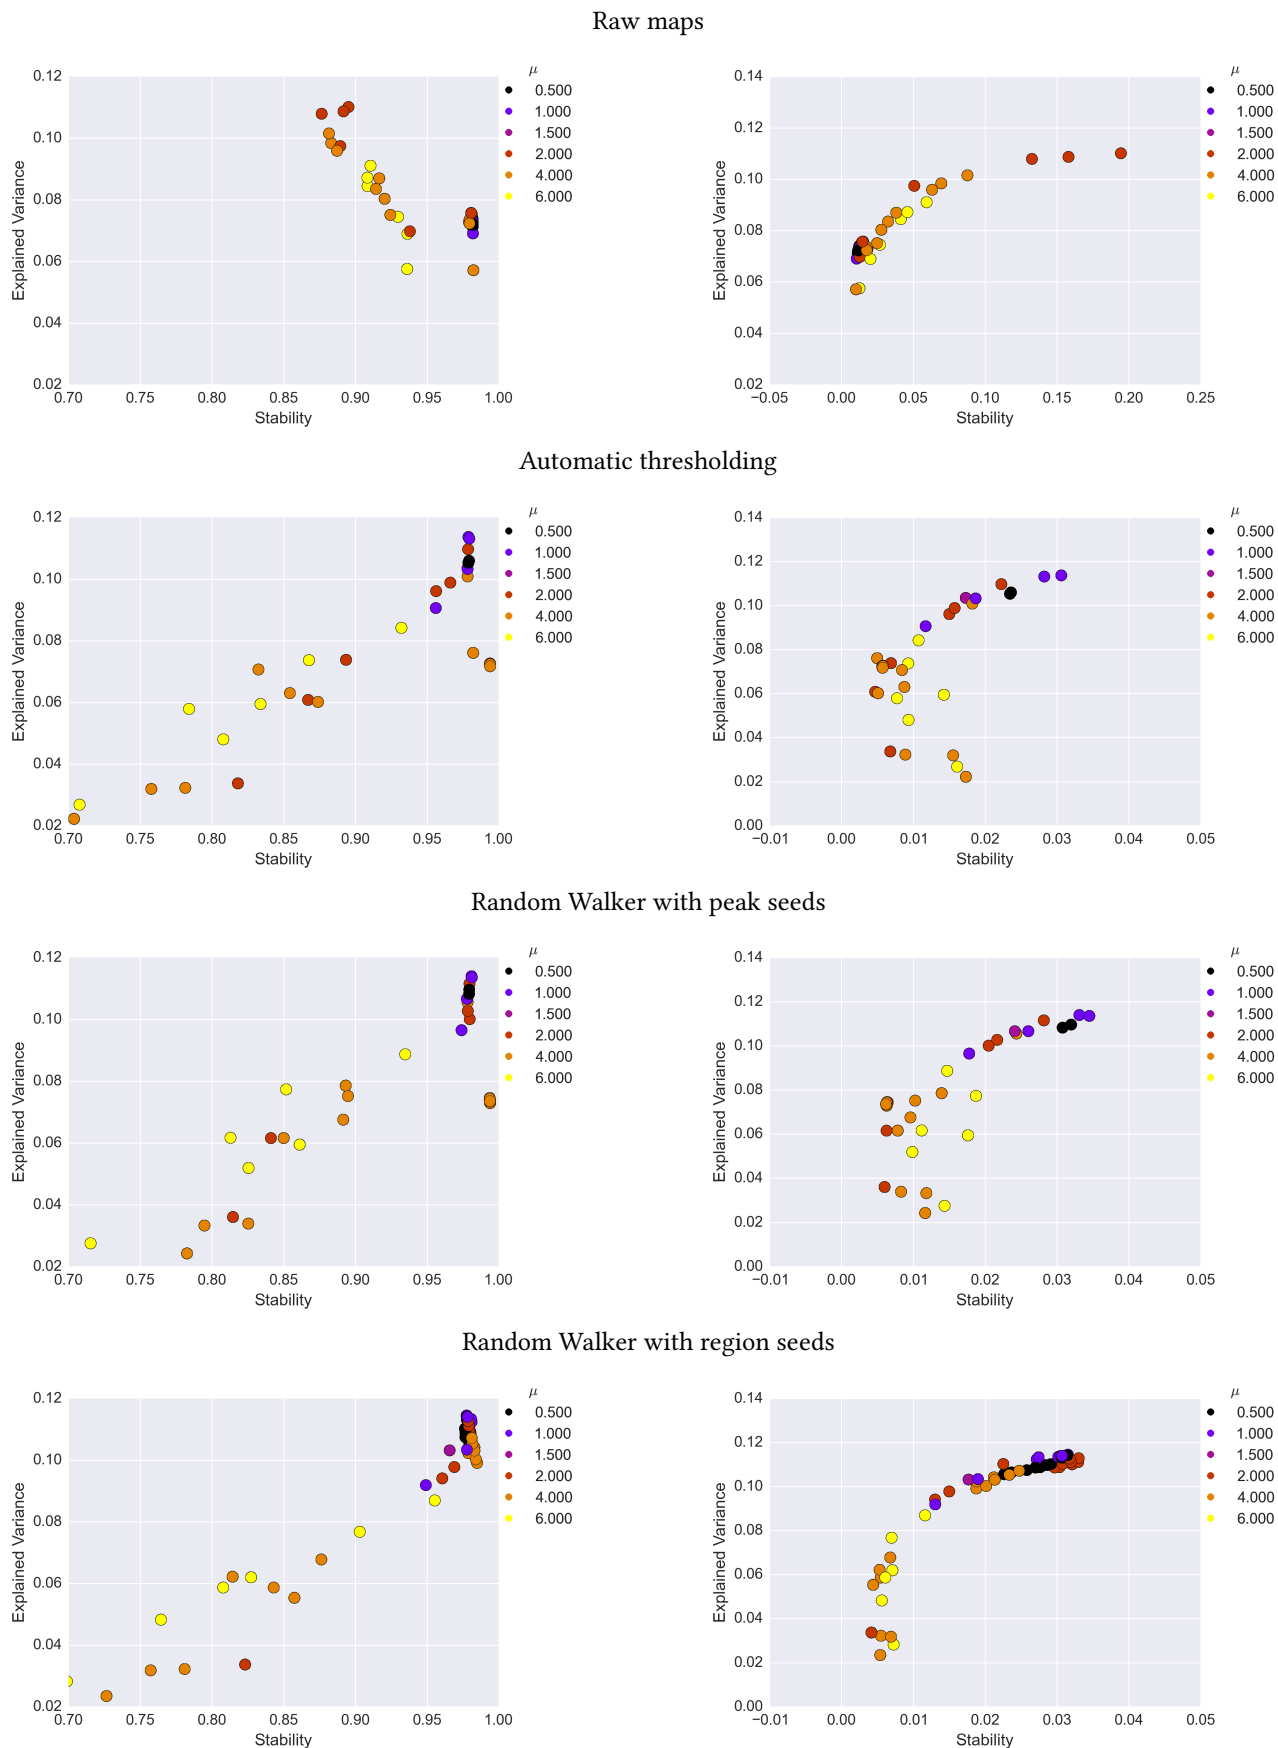 Raw maps
0.12
0.10
0.08
0.06
0.04
0.02
Explained Variance
0.70 0.75 0.80 0.85 0.90 0.95 1.00
Stability
μ
0.500
1.000
1.500
2.000
4.000
6.000
0.14
0.12
0.10
0.08
0.06
0.04
0.02
Explained Variance
−0.05 0.00 0.05 0.10 0.15 0.20 0.25
Stability
μ
0.500
1.000
1.500
2.000
4.000
6.000
Automatic thresholding
0.12
0.10
0.08
0.06
0.04
0.02
Explained Variance
0.70 0.75 0.80 0.85 0.90 0.95 1.00
Stability
μ
0.500
1.000
1.500
2.000
4.000
6.000
0.14
0.12
0.10
0.08
0.06
0.04
0.02
0.00
Explained Variance
−0.01 0.00 0.01 0.02 0.03 0.04 0.05
Stability
μ
0.500
1.000
1.500
2.000
4.000
6.000
Random Walker with peak seeds
0.12
0.10
0.08
0.06
0.04
0.02
Explained Variance
0.70 0.75 0.80 0.85 0.90 0.95 1.00
Stability
μ
0.500
1.000
1.500
2.000
4.000
6.000
0.14
0.12
0.10
0.08
0.06
0.04
0.02
0.00
Explained Variance
−0.01 0.00 0.01 0.02 0.03 0.04 0.05
Stability
μ
0.500
1.000
1.500
2.000
4.000
6.000
Random Walker with region seeds
0.12
0.10
0.08
0.06
0.04
0.02
Explained Variance
0.70 0.75 0.80 0.85 0.90 0.95 1.00
Stability
μ
0.500
1.000
1.500
2.000
4.000
6.000
0.14
0.12
0.10
0.08
0.06
0.04
0.02
0.00
Explained Variance
−0.01 0.00 0.01 0.02 0.03 0.04 0.05
Stability
μ
0.500
1.000
1.500
2.000
4.000
6.000